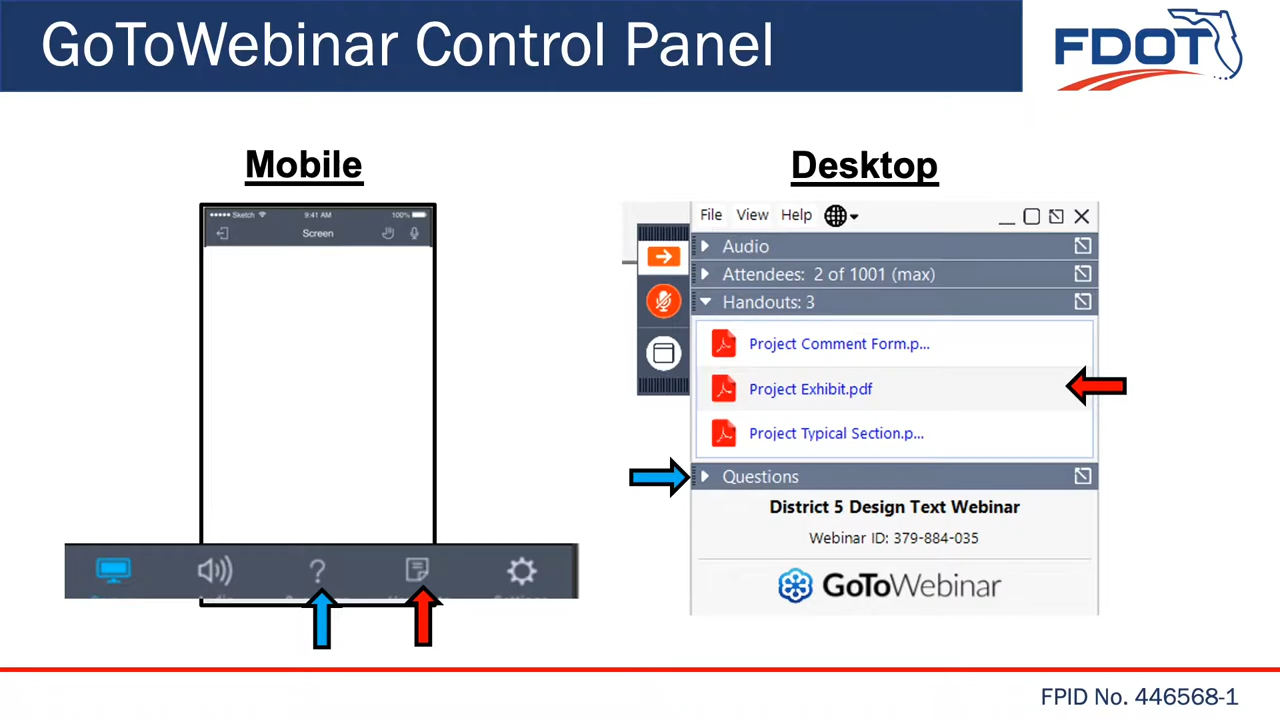 GoToWebinar Control Panel
FDOT
Mobile
Desktop
Sketch 9:41 AM 100%
Screen
File View Help
Audio
Attendees: 2 of 1001 (max)
Handouts: 3
Project Comment Form.p...
Project Exhibit.pdf
Project Typical Section.p...
Questions
District 5 Design Text Webinar
Webinar ID: 379-884-035
GoToWebinar
?
FPID No. 446568-1